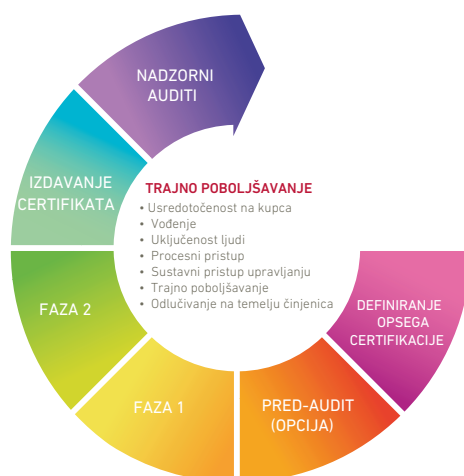 NADZORNI
AUDITI
IZDAVANJE
CERTIFIKATA
TRAJNO POBOLJŠAVANJE
• Usredotočenost na kupca
• Vođenje
• Uključenost ljudi
• Procesni pristup
• Sustavni pristup upravljanju
• Trajno poboljšavanje
• Odlučivanje na temelju činjenica
FAZA 2
DEFINIRANJE
OPSEGA
CERTIFIKACIJE
FAZA 1
PRED-AUDIT
(OPCIJA)